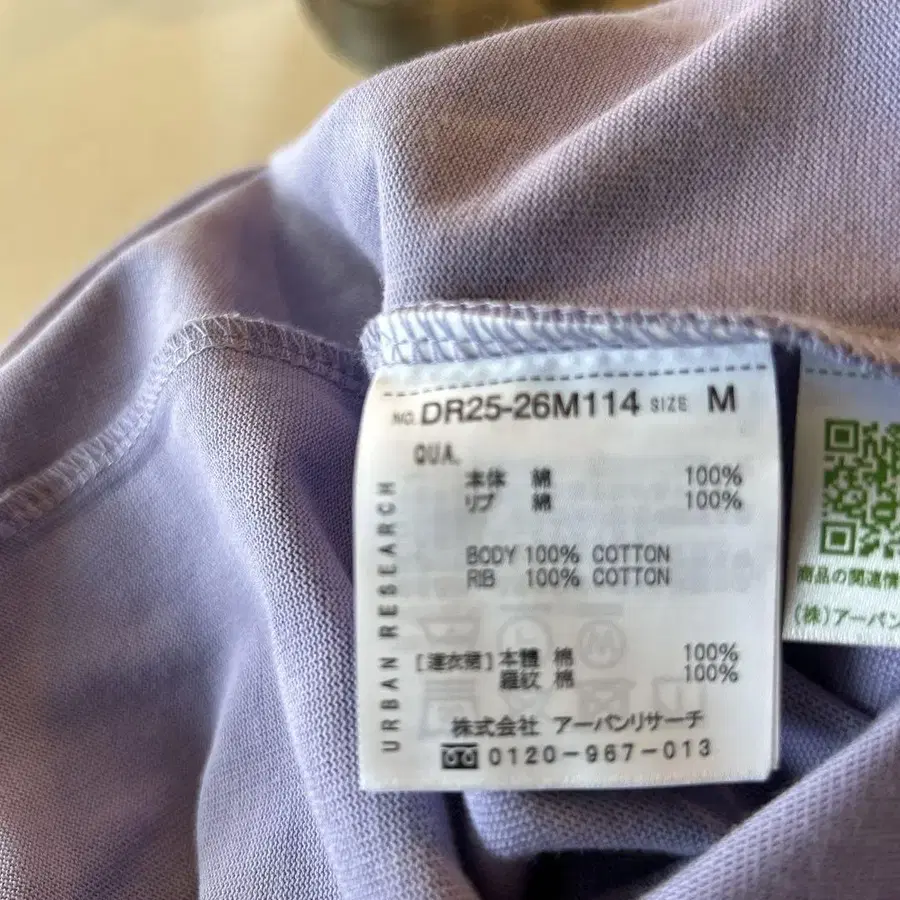 NO. DR25-26M114 SIZE M
QUA.
本体 綿 100%
リブ 綿 100%
BODY 100% COTTON
RIB 100% COTTON
[連衣裙] 本體 棉 100%
羅紋 棉 100%
株式会社 アーバンリサーチ
0120-967-013
URBAN RESEARCH
商品の関連情
(株)アーバン